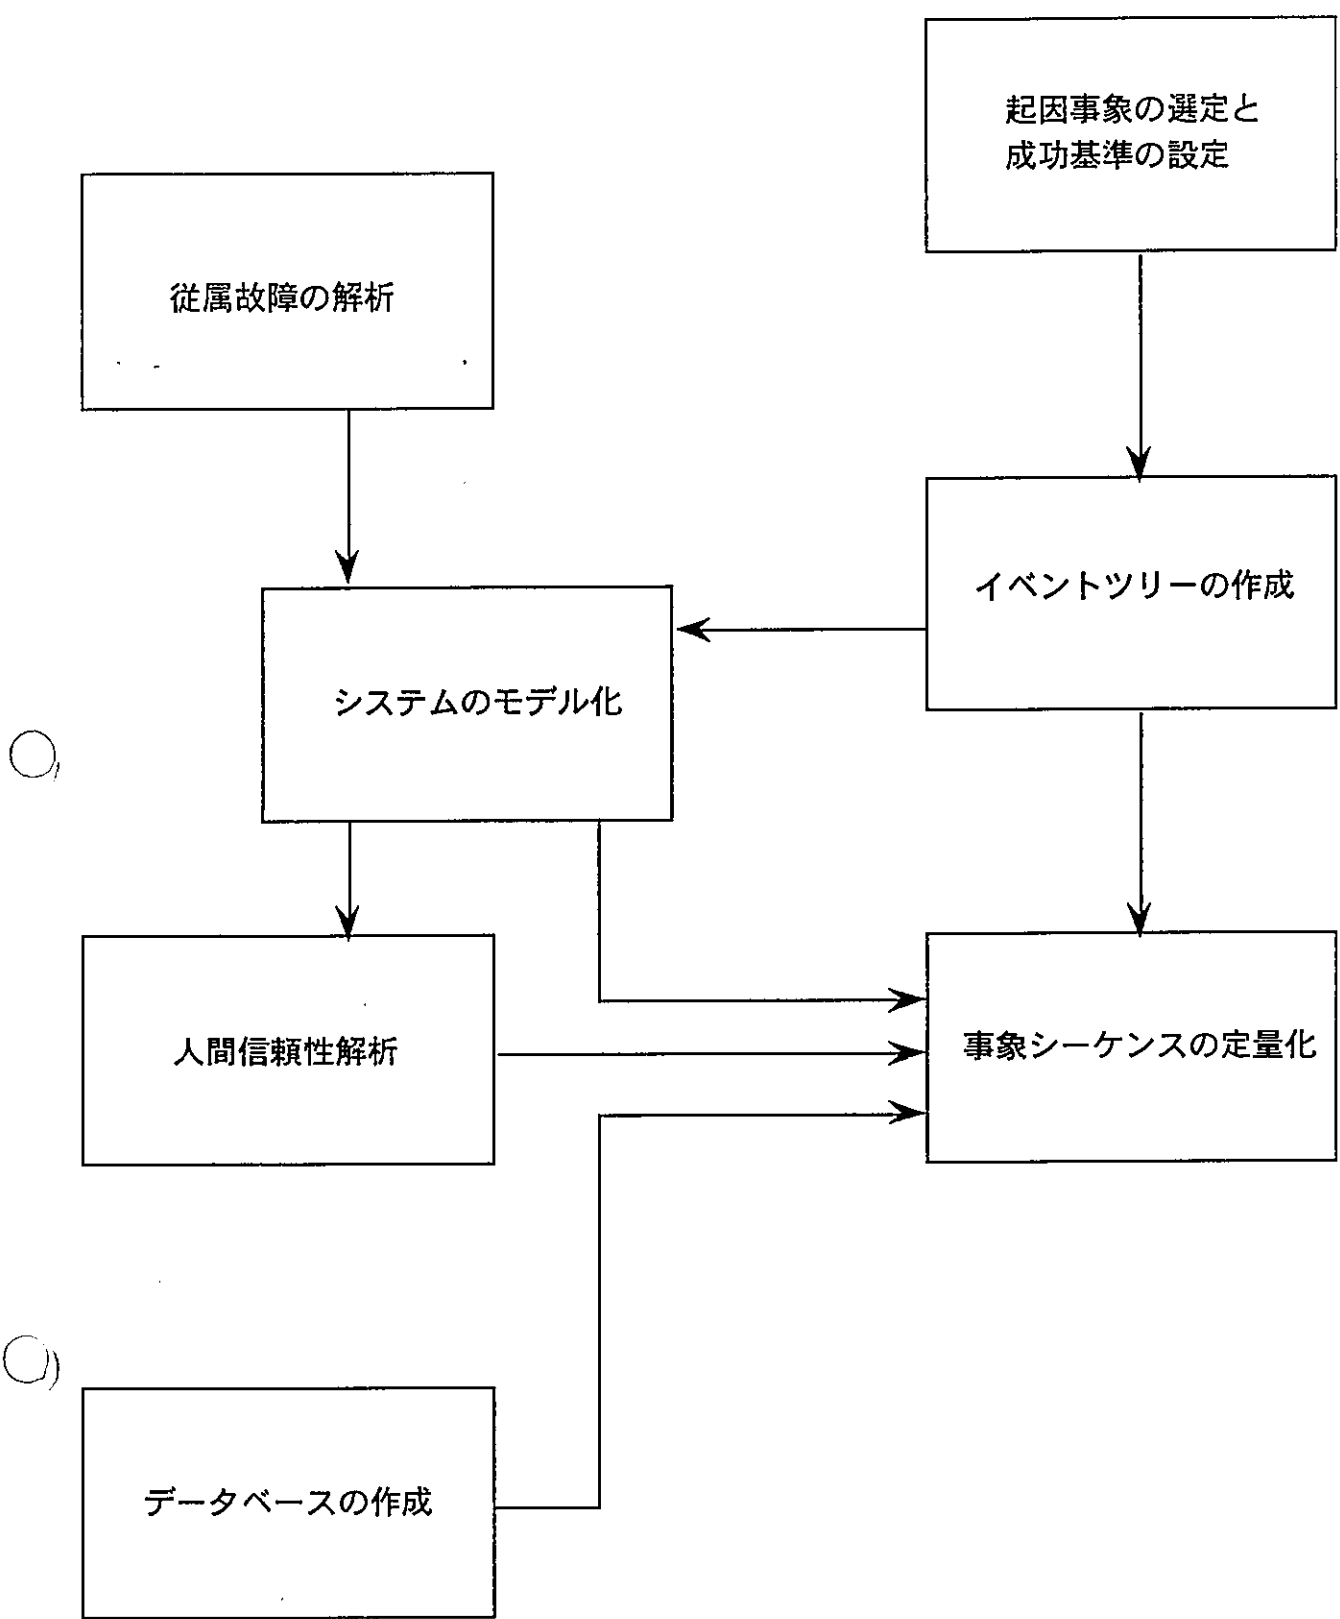 起因事象の選定と
成功基準の設定
従属故障の解析
イベントツリーの作成
システムのモデル化
人間信頼性解析
事象シーケンスの定量化
データベースの作成